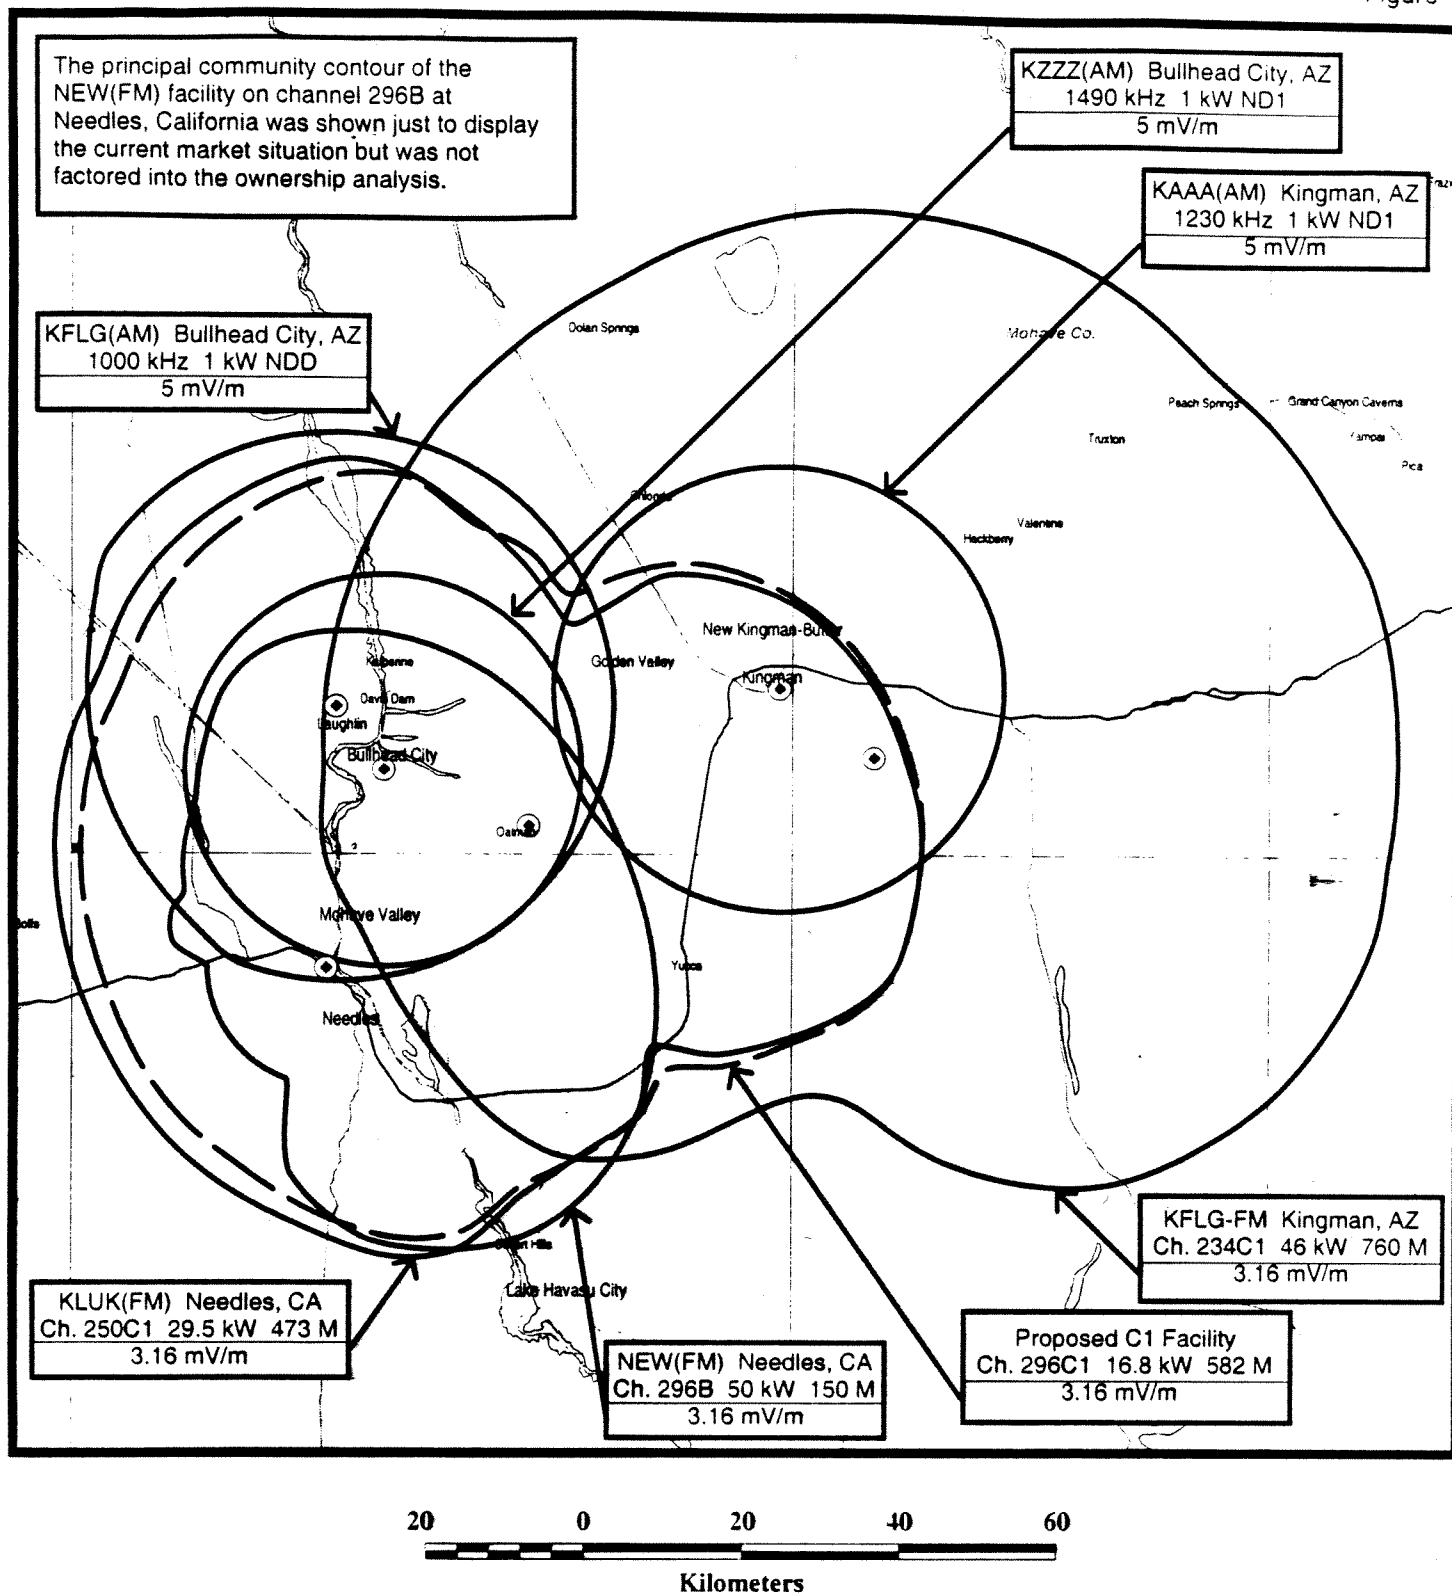 Figure
The principal community contour of the
NEW(FM) facility on channel 296B at
Needles, California was shown just to display
the current market situation but was not
factored into the ownership analysis.
KZZZ(AM) Bullhead City, AZ
1490 kHz 1 kW ND1
5 mV/m
KAAA(AM) Kingman, AZ
1230 kHz 1 kW ND1
5 mV/m
KFLG(AM) Bullhead City, AZ
1000 kHz 1 kW NDD
5 mV/m
Dolan Springs
Mohave Co.
Peach Springs
Grand Canyon Caverns
Truxton
Yampai
Pica
Chloride
Valentine
Hackberry
New Kingman-Butler
Golden Valley
Kingman
Katherine
Davis Dam
Laughlin
Bullhead City
Oatman
Mohave Valley
Yucca
Needles
Desert Hills
Lake Havasu City
KFLG-FM Kingman, AZ
Ch. 234C1 46 kW 760 M
3.16 mV/m
KLUK(FM) Needles, CA
Ch. 250C1 29.5 kW 473 M
3.16 mV/m
NEW(FM) Needles, CA
Ch. 296B 50 kW 150 M
3.16 mV/m
Proposed C1 Facility
Ch. 296C1 16.8 kW 582 M
3.16 mV/m
20 0 20 40 60
Kilometers